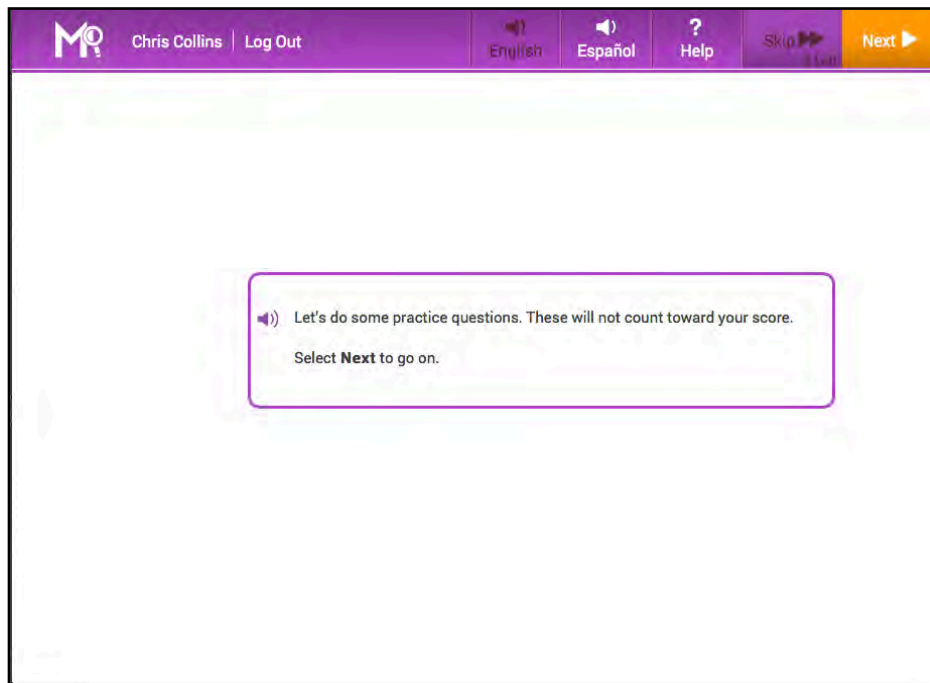 MR
Chris Collins | Log Out
English
Español
?
Help
Skip
Next
Let's do some practice questions. These will not count toward your score.
Select Next to go on.